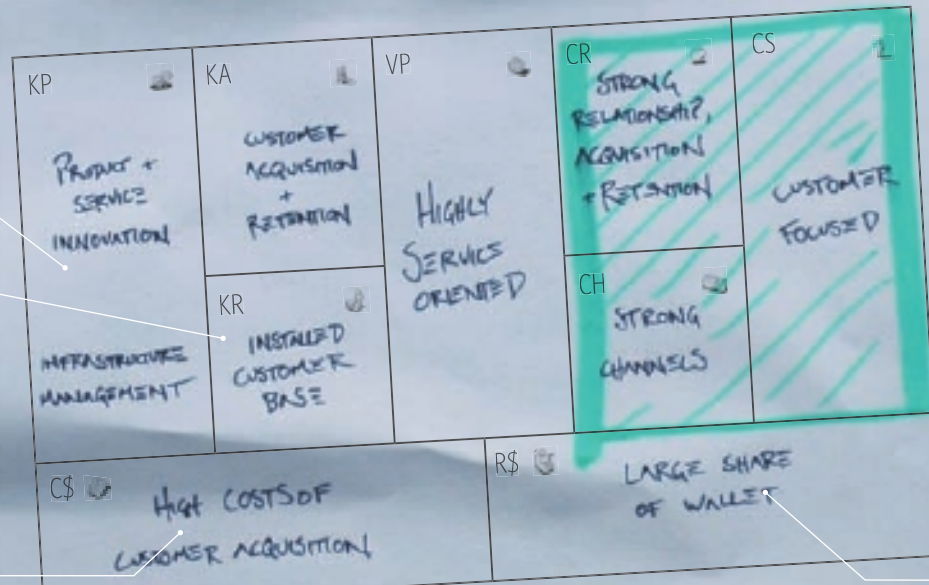 KP
PRODUCT +
SERVICE
INNOVATION
INFRASTRUCTURE
MANAGEMENT
KA
CUSTOMER
ACQUISITION
+
RETENTION
KR
INSTALLED
CUSTOMER
BASE
VP
HIGHLY
SERVICE
ORIENTED
CR
STRONG
RELATIONSHIP,
ACQUISITION
+ RETENTION
CH
STRONG
CHANNELS
CS
CUSTOMER
FOCUSED
C$
HIGH COSTS OF
CUSTOMER ACQUISITION
R$
LARGE SHARE
OF WALLET